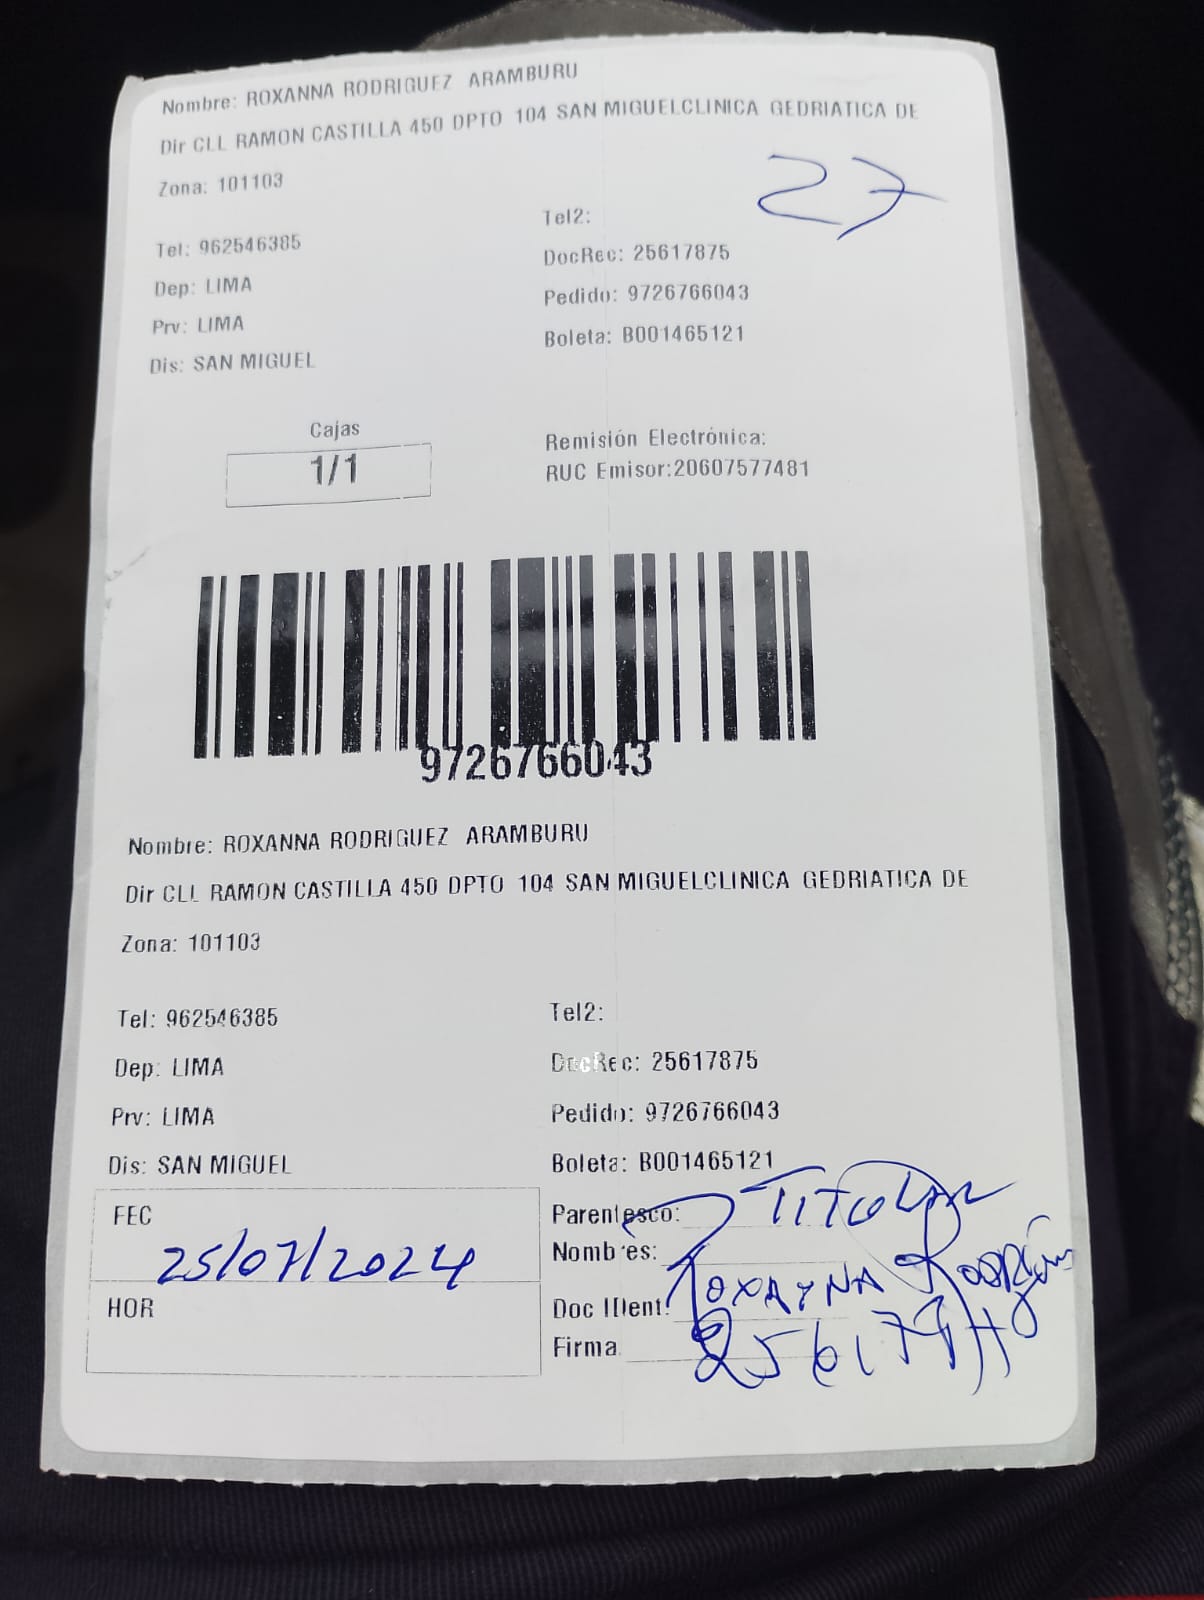 Nombre: ROXANNA RODRIGUEZ ARAMBURU
Dir CLL RAMON CASTILLA 450 DPTO 104 SAN MIGUELCLINICA GEDRIATICA DE
Zona: 101103
27
Tel2:
Tel: 962546385
DocRec: 25617875
Dep: LIMA
Pedido: 9726766043
Prv: LIMA
Boleta: B001465121
Dis: SAN MIGUEL
Cajas
1/1
Remisión Electrónica:
RUC Emisor:20607577481
9726766043
Nombre: ROXANNA RODRIGUEZ ARAMBURU
Dir CLL RAMON CASTILLA 450 DPTO 104 SAN MIGUELCLINICA GEDRIATICA DE
Zona: 101103
Tel: 962546385
Tel2:
Dep: LIMA
DocRec: 25617875
Prv: LIMA
Pedido: 9726766043
Dis: SAN MIGUEL
Boleta: B001465121
FEC
25/07/2024
HOR
Parentesco: TITULAR
Nombres:
Doc Ident:
Firma